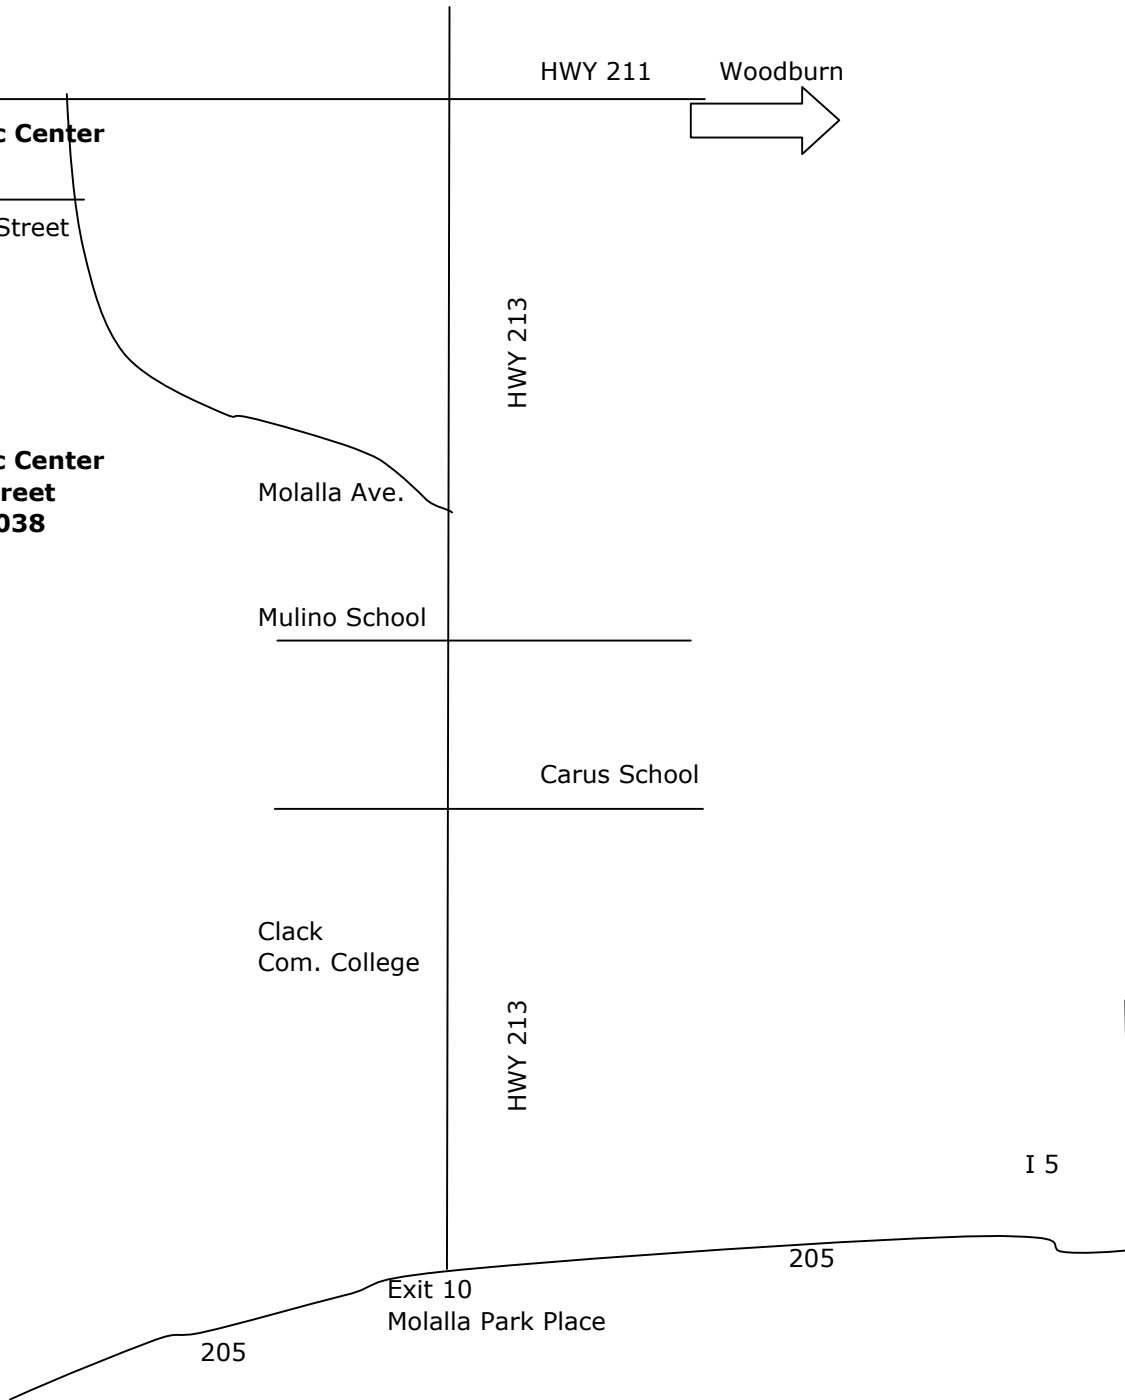 HWY 211
Woodburn
c Center
Street
HWY 213
c Center
reet
038
Molalla Ave.
Mulino School
Carus School
Clack
Com. College
HWY 213
I 5
205
Exit 10
Molalla Park Place
205